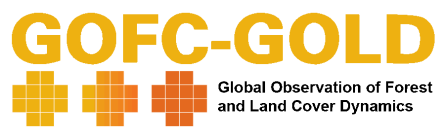 GOFC-GOLD
Global Observation of Forest
and Land Cover Dynamics